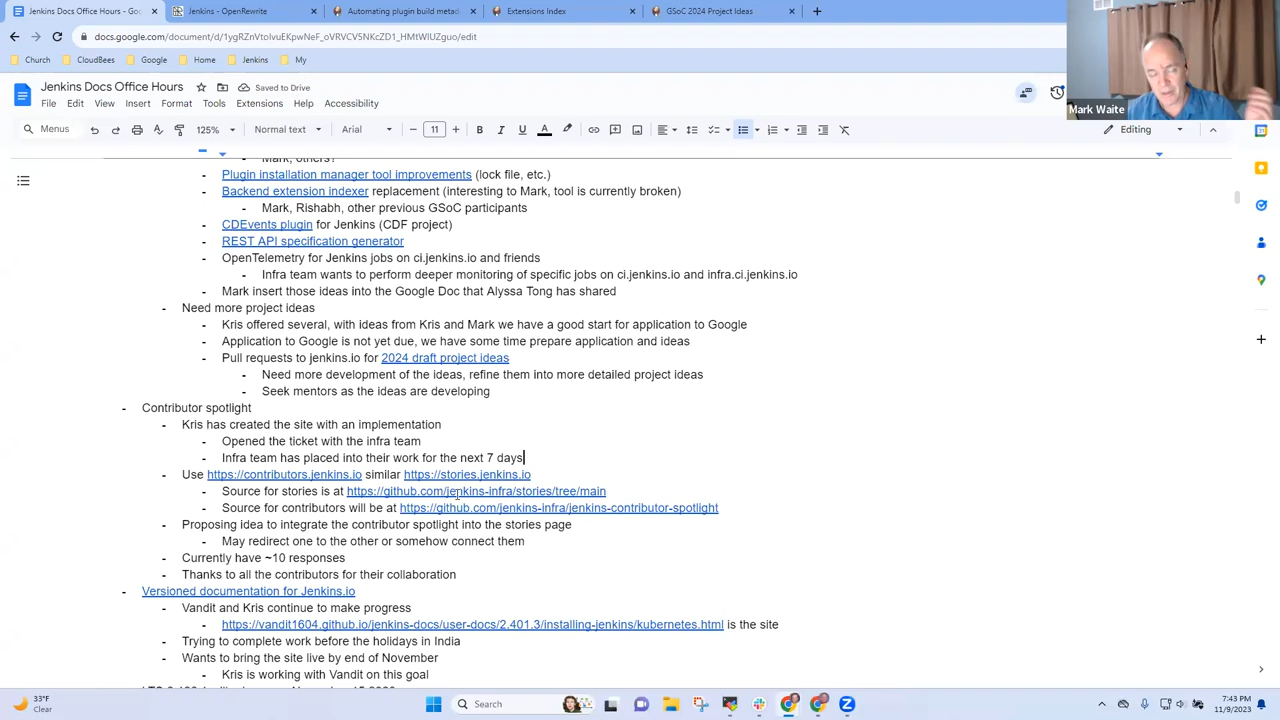 Jenkins Docs Office Hours - Go
Jenkins - OpenRewrite
Automating plugin build metad
Extensions Index
GSoC 2024 Project Ideas
docs.google.com/document/d/1ygRZnVtoIvuEKpwNeF_oVRVCV5NKcZD1_HMtWIUZguo/edit
Church
CloudBees
Google
Home
Jenkins
My
Mark Waite
Jenkins Docs Office Hours
Saved to Drive
File Edit View Insert Format Tools Extensions Help Accessibility
Menus 125% Normal text Arial 11 Editing
- Mark, others?
- Plugin installation manager tool improvements (lock file, etc.)
- Backend extension indexer replacement (interesting to Mark, tool is currently broken)
- Mark, Rishabh, other previous GSoC participants
- CDEvents plugin for Jenkins (CDF project)
- REST API specification generator
- OpenTelemetry for Jenkins jobs on ci.jenkins.io and friends
- Infra team wants to perform deeper monitoring of specific jobs on ci.jenkins.io and infra.ci.jenkins.io
- Mark insert those ideas into the Google Doc that Alyssa Tong has shared
- Need more project ideas
- Kris offered several, with ideas from Kris and Mark we have a good start for application to Google
- Application to Google is not yet due, we have some time prepare application and ideas
- Pull requests to jenkins.io for 2024 draft project ideas
- Need more development of the ideas, refine them into more detailed project ideas
- Seek mentors as the ideas are developing
- Contributor spotlight
- Kris has created the site with an implementation
- Opened the ticket with the infra team
- Infra team has placed into their work for the next 7 days
- Use https://contributors.jenkins.io similar https://stories.jenkins.io
- Source for stories is at https://github.com/jenkins-infra/stories/tree/main
- Source for contributors will be at https://github.com/jenkins-infra/jenkins-contributor-spotlight
- Proposing idea to integrate the contributor spotlight into the stories page
- May redirect one to the other or somehow connect them
- Currently have ~10 responses
- Thanks to all the contributors for their collaboration
- Versioned documentation for Jenkins.io
- Vandit and Kris continue to make progress
- https://vandit1604.github.io/jenkins-docs/user-docs/2.401.3/installing-jenkins/kubernetes.html is the site
- Trying to complete work before the holidays in India
- Wants to bring the site live by end of November
- Kris is working with Vandit on this goal
33°F
Clear
Search
7:43 PM
11/9/2023